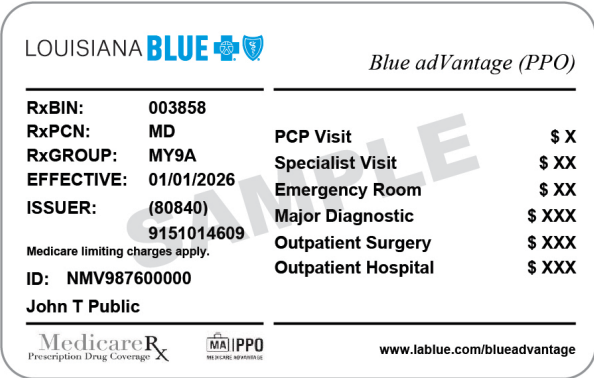 LOUISIANA BLUE
Blue adVantage (PPO)
RxBIN: 003858
RxPCN: MD
RxGROUP: MY9A
EFFECTIVE: 01/01/2026
ISSUER: (80840)
9151014609
Medicare limiting charges apply.
ID: NMV987600000
John T Public
PCP Visit $ X
Specialist Visit $ XX
Emergency Room $ XX
Major Diagnostic $ XXX
Outpatient Surgery $ XXX
Outpatient Hospital $ XXX
SAMPLE
MedicareRx
Prescription Drug Coverage
MA PPO
MEDICARE ADVANTAGE
www.lablue.com/blueadvantage